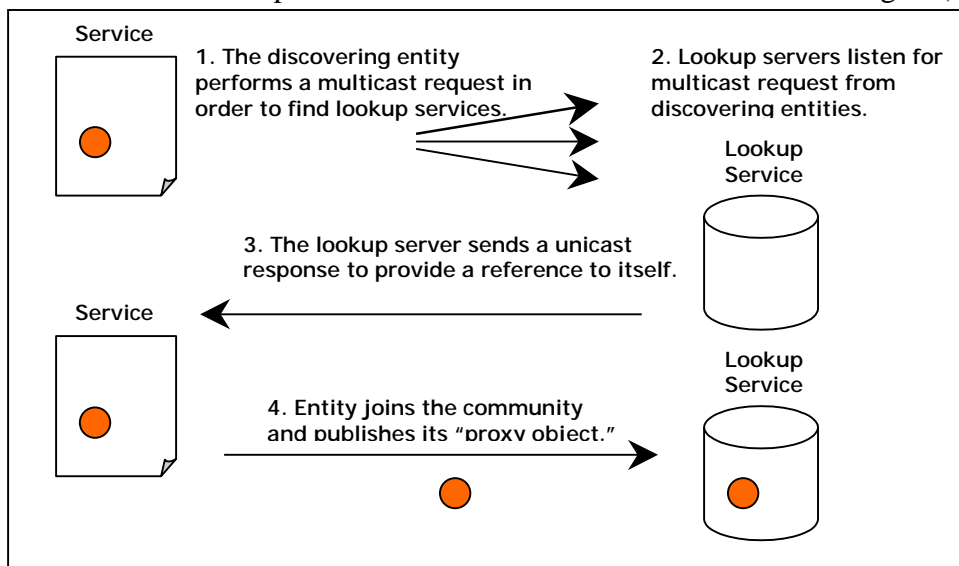 Service
1. The discovering entity
performs a multicast request in
order to find lookup services.
2. Lookup servers listen for
multicast request from
discovering entities.
Lookup
Service
3. The lookup server sends a unicast
response to provide a reference to itself.
Service
Lookup
Service
4. Entity joins the community
and publishes its “proxy object.”